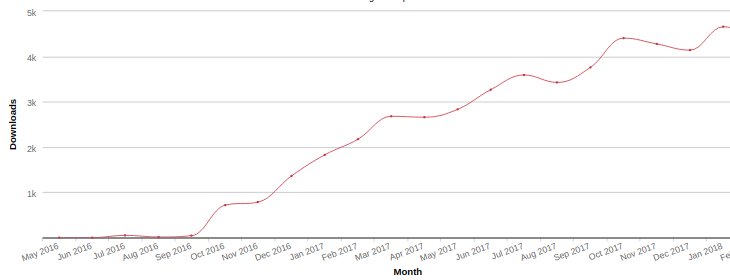 5k
4k
3k
2k
1k
Downloads
May 2016
Jun 2016
Jul 2016
Aug 2016
Sep 2016
Oct 2016
Nov 2016
Dec 2016
Jan 2017
Feb 2017
Mar 2017
Apr 2017
May 2017
Jun 2017
Jul 2017
Aug 2017
Sep 2017
Oct 2017
Nov 2017
Dec 2017
Jan 2018
Month